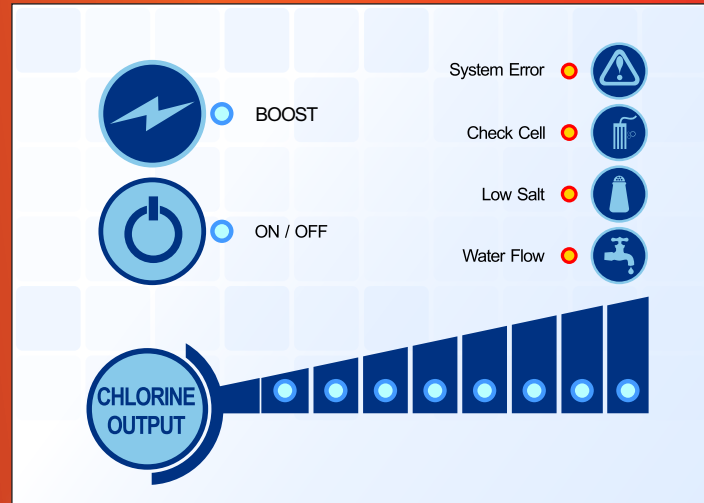 BOOST
ON / OFF
System Error
Check Cell
Low Salt
Water Flow
CHLORINE
OUTPUT